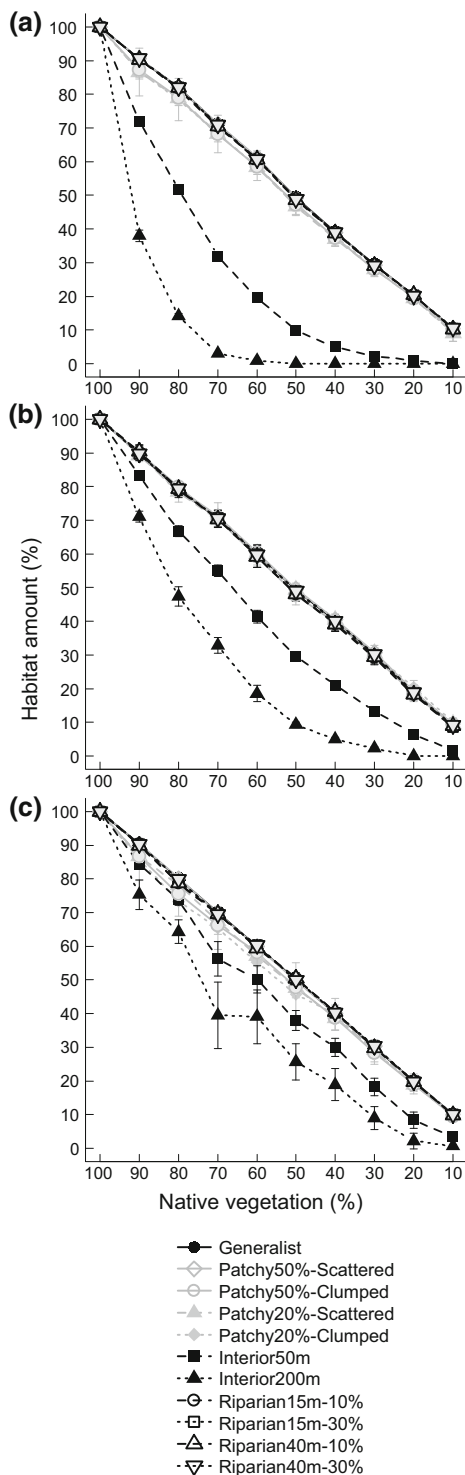 (a)
100
90
80
70
60
50
40
30
20
10
0
100 90 80 70 60 50 40 30 20 10
(b)
100
90
80
70
60
50
40
30
20
10
0
100 90 80 70 60 50 40 30 20 10
Habitat amount (%)
(c)
100
90
80
70
60
50
40
30
20
10
0
100 90 80 70 60 50 40 30 20 10
Native vegetation (%)
Generalist
Patchy50%-Scattered
Patchy50%-Clumped
Patchy20%-Scattered
Patchy20%-Clumped
Interior50m
Interior200m
Riparian15m-10%
Riparian15m-30%
Riparian40m-10%
Riparian40m-30%